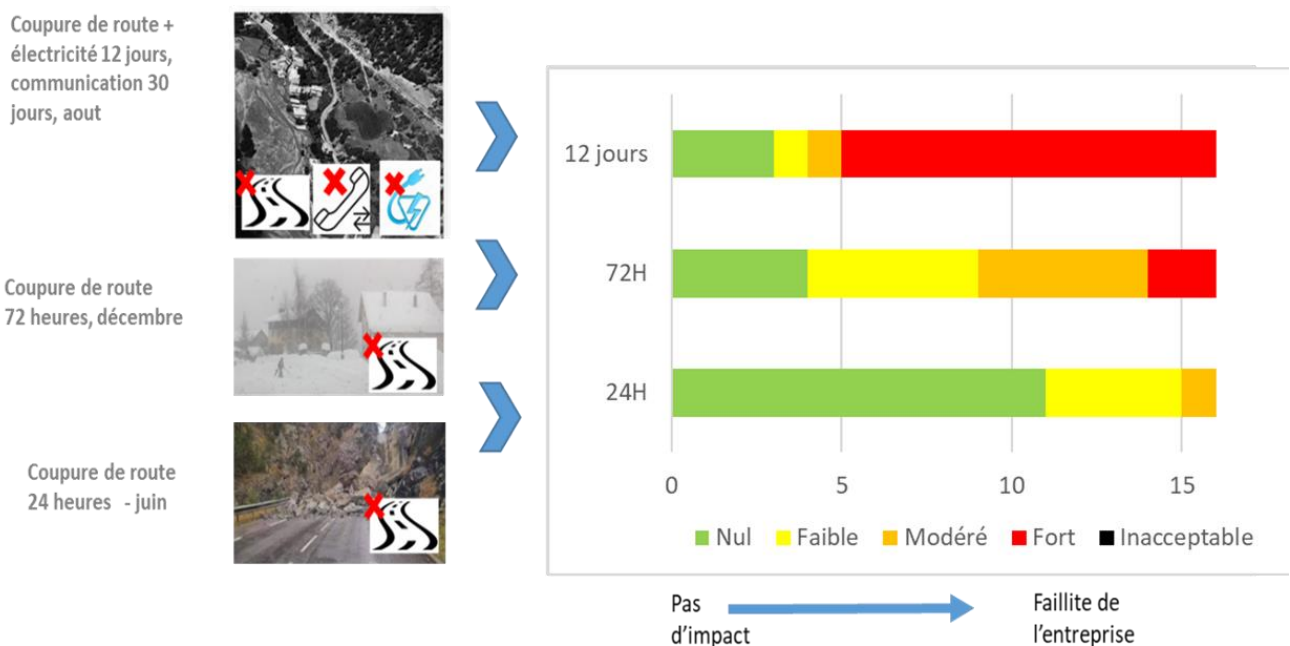 Coupure de route +
électricité 12 jours,
communication 30
jours, aout
Coupure de route
72 heures, décembre
Coupure de route
24 heures - juin
12 jours
72H
24H
0 5 10 15
Nul Faible Modéré Fort Inacceptable
Pas
d’impact
Faillite de
l’entreprise